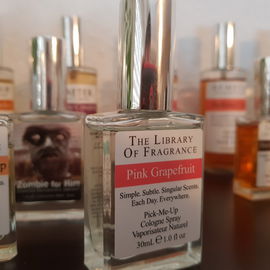 THE LIBRARY
OF FRAGRANCE
Pink Grapefruit
Simple. Subtle. Singular Scents.
Each Day. Everywhere.
Pick-Me-Up
Cologne Spray
Vaporisateur Naturel
30mL ℮ 1.0 fl oz
Zombie for Him